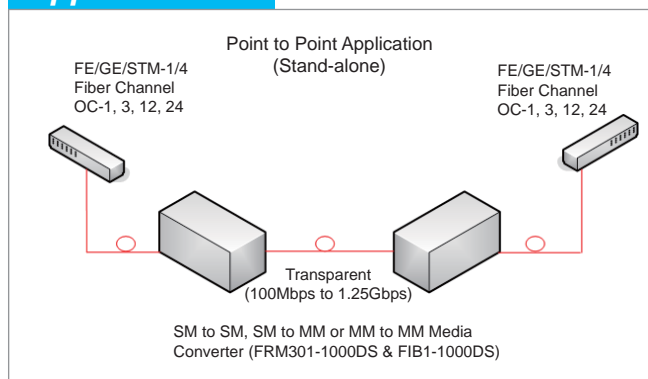 Point to Point Application
(Stand-alone)
FE/GE/STM-1/4
Fiber Channel
OC-1, 3, 12, 24
FE/GE/STM-1/4
Fiber Channel
OC-1, 3, 12, 24
Transparent
(100Mbps to 1.25Gbps)
SM to SM, SM to MM or MM to MM Media
Converter (FRM301-1000DS & FIB1-1000DS)